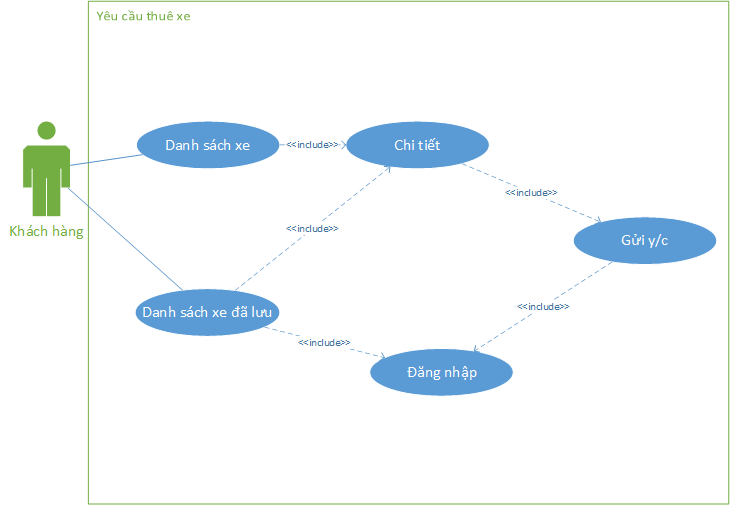 Yêu cầu thuê xe
Danh sách xe
<<include>>
Chi tiết
<<include>>
Khách hàng
<<include>>
Gửi y/c
<<include>>
Danh sách xe đã lưu
<<include>>
Đăng nhập